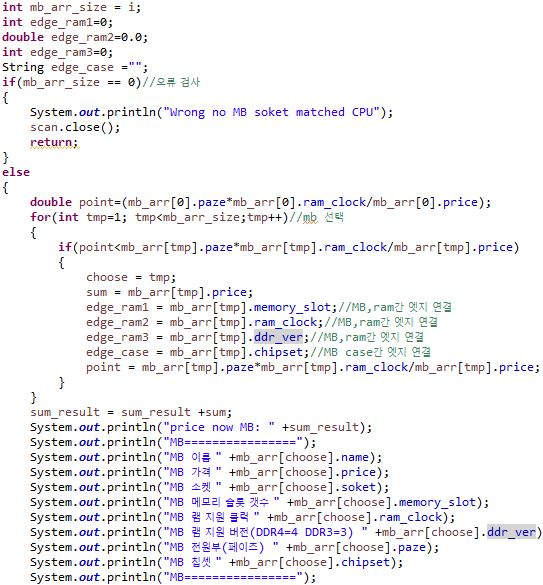 int mb_arr_size = i;
int edge_ram1=0;
double edge_ram2=0.0;
int edge_ram3=0;
String edge_case ="";
if(mb_arr_size == 0)//오류 검사
{
System.out.println("Wrong no MB soket matched CPU");
scan.close();
return;
}
else
{
double point=(mb_arr[0].paze*mb_arr[0].ram_clock/mb_arr[0].price);
for(int tmp=1; tmp<mb_arr_size;tmp++)//mb 선택
{
if(point<mb_arr[tmp].paze*mb_arr[tmp].ram_clock/mb_arr[tmp].price)
{
choose = tmp;
sum = mb_arr[tmp].price;
edge_ram1 = mb_arr[tmp].memory_slot;//MB,ram간 엣지 연결
edge_ram2 = mb_arr[tmp].ram_clock;//MB,ram간 엣지 연결
edge_ram3 = mb_arr[tmp].ddr_ver;//MB,ram간 엣지 연결
edge_case = mb_arr[tmp].chipset;//MB case간 엣지 연결
point = mb_arr[tmp].paze*mb_arr[tmp].ram_clock/mb_arr[tmp].price;
}
}
sum_result = sum_result +sum;
System.out.println("price now MB: " +sum_result);
System.out.println("MB================");
System.out.println("MB 이름 " +mb_arr[choose].name);
System.out.println("MB 가격 " +mb_arr[choose].price);
System.out.println("MB 소켓 " +mb_arr[choose].soket);
System.out.println("MB 메모리 슬롯 갯수 " +mb_arr[choose].memory_slot);
System.out.println("MB 램 지원 클럭 " +mb_arr[choose].ram_clock);
System.out.println("MB 램 지원 버전(DDR4=4 DDR3=3) " +mb_arr[choose].ddr_ver)
System.out.println("MB 전원부(페이즈) " +mb_arr[choose].paze);
System.out.println("MB 칩셋 " +mb_arr[choose].chipset);
System.out.println("MB================");